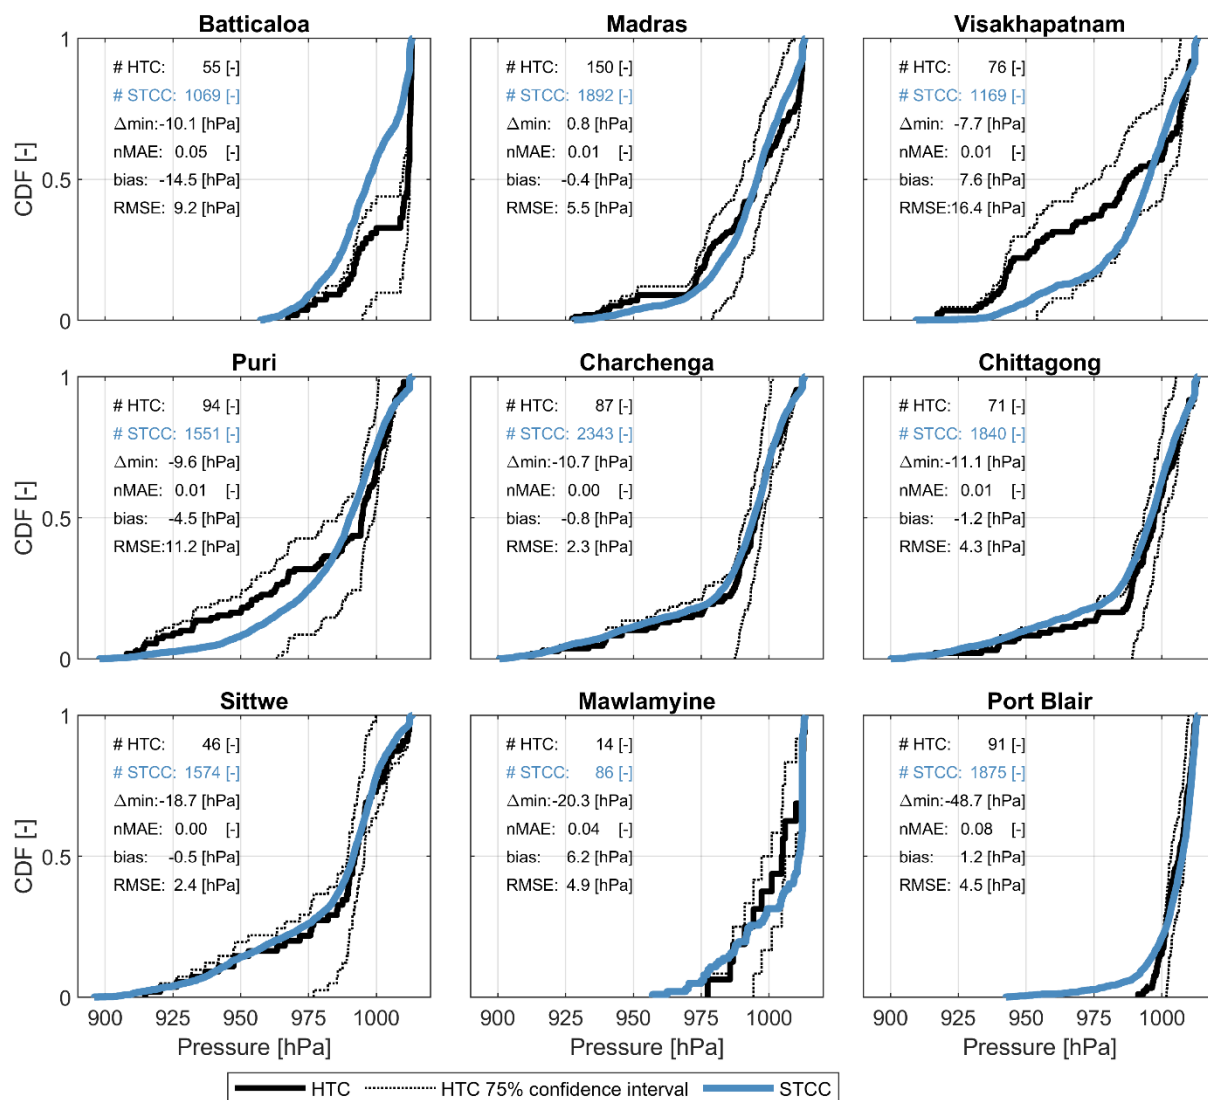 Batticaloa
Madras
Visakhapatnam
CDF [-]
1
0.5
0
# HTC: 55 [-]
# STCC: 1069 [-]
Δmin:-10.1 [hPa]
nMAE: 0.05 [-]
bias: -14.5 [hPa]
RMSE: 9.2 [hPa]
# HTC: 150 [-]
# STCC: 1892 [-]
Δmin: 0.8 [hPa]
nMAE: 0.01 [-]
bias: -0.4 [hPa]
RMSE: 5.5 [hPa]
# HTC: 76 [-]
# STCC: 1169 [-]
Δmin: -7.7 [hPa]
nMAE: 0.01 [-]
bias: 7.6 [hPa]
RMSE:16.4 [hPa]
Puri
Charchenga
Chittagong
CDF [-]
1
0.5
0
# HTC: 94 [-]
# STCC: 1551 [-]
Δmin: -9.6 [hPa]
nMAE: 0.01 [-]
bias: -4.5 [hPa]
RMSE:11.2 [hPa]
# HTC: 87 [-]
# STCC: 2343 [-]
Δmin:-10.7 [hPa]
nMAE: 0.00 [-]
bias: -0.8 [hPa]
RMSE: 2.3 [hPa]
# HTC: 71 [-]
# STCC: 1840 [-]
Δmin:-11.1 [hPa]
nMAE: 0.01 [-]
bias: -1.2 [hPa]
RMSE: 4.3 [hPa]
Sittwe
Mawlamyine
Port Blair
CDF [-]
1
0.5
0
# HTC: 46 [-]
# STCC: 1574 [-]
Δmin:-18.7 [hPa]
nMAE: 0.00 [-]
bias: -0.5 [hPa]
RMSE: 2.4 [hPa]
# HTC: 14 [-]
# STCC: 86 [-]
Δmin:-20.3 [hPa]
nMAE: 0.04 [-]
bias: 6.2 [hPa]
RMSE: 4.9 [hPa]
# HTC: 91 [-]
# STCC: 1875 [-]
Δmin:-48.7 [hPa]
nMAE: 0.08 [-]
bias: 1.2 [hPa]
RMSE: 4.5 [hPa]
900 925 950 975 1000
900 925 950 975 1000
900 925 950 975 1000
Pressure [hPa]
Pressure [hPa]
Pressure [hPa]
HTC HTC 75% confidence interval STCC